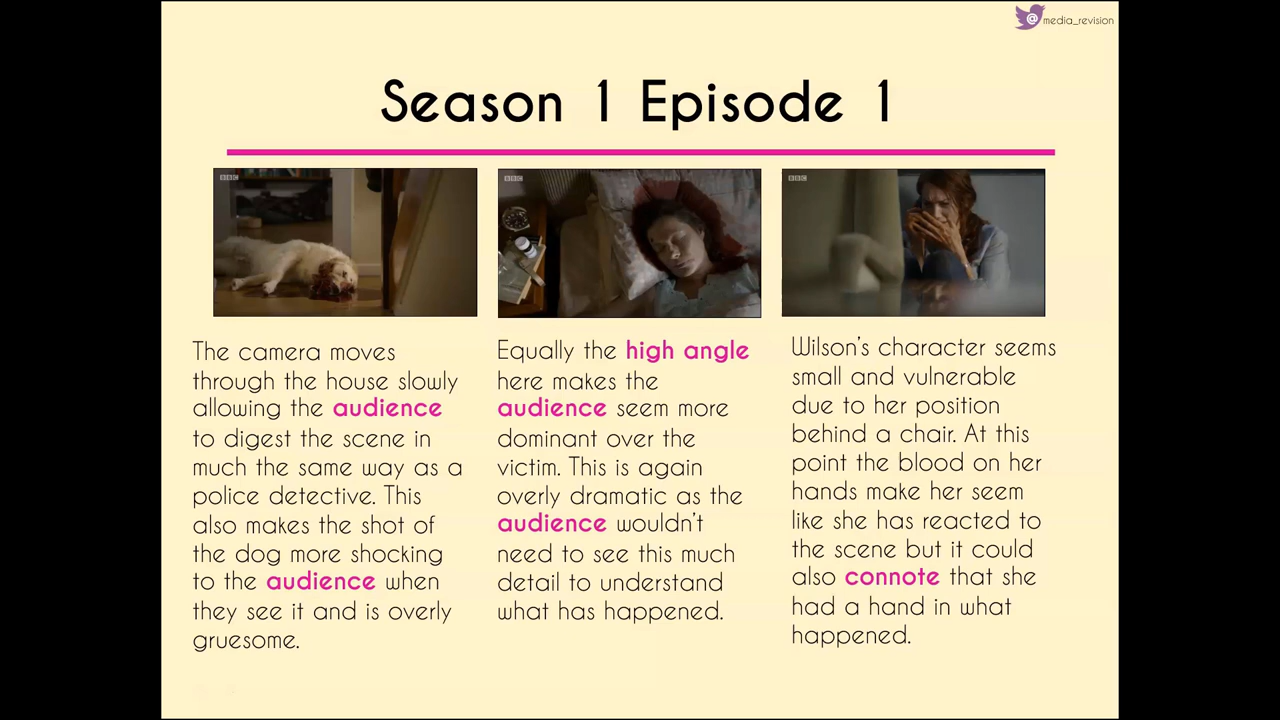 @media_revision
Season 1 Episode 1
BBC
BBC
BBC
The camera moves
through the house slowly
allowing the audience
to digest the scene in
much the same way as a
police detective. This
also makes the shot of
the dog more shocking
to the audience when
they see it and is overly
gruesome.
Equally the high angle
here makes the
audience seem more
dominant over the
victim. This is again
overly dramatic as the
audience wouldn't
need to see this much
detail to understand
what has happened.
Wilson's character seems
small and vulnerable
due to her position
behind a chair. At this
point the blood on her
hands make her seem
like she has reacted to
the scene but it could
also connote that she
had a hand in what
happened.